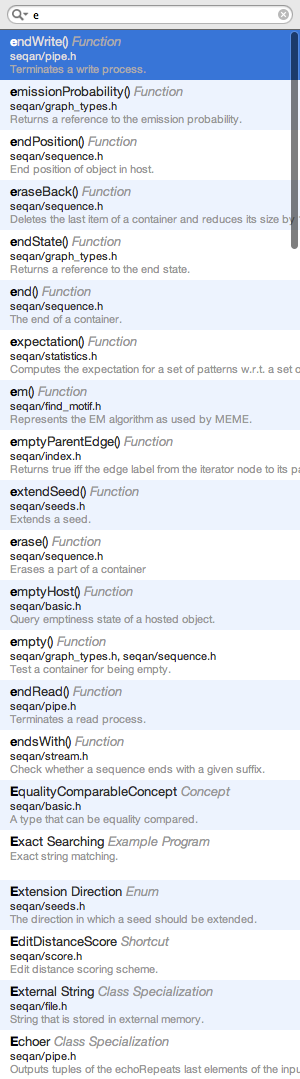 e
endWrite() Function
seqan/pipe.h
Terminates a write process.
emissionProbability() Function
seqan/graph_types.h
Returns a reference to the emission probability.
endPosition() Function
seqan/sequence.h
End position of object in host.
eraseBack() Function
seqan/sequence.h
Deletes the last item of a container and reduces its size by
endState() Function
seqan/graph_types.h
Returns a reference to the end state.
end() Function
seqan/sequence.h
The end of a container.
expectation() Function
seqan/statistics.h
Computes the expectation for a set of patterns w.r.t. a set
em() Function
seqan/find_motif.h
Represents the EM algorithm as used by MEME.
emptyParentEdge() Function
seqan/index.h
Returns true iff the edge label from the iterator node to its
extendSeed() Function
seqan/seeds.h
Extends a seed.
erase() Function
seqan/sequence.h
Erases a part of a container
emptyHost() Function
seqan/basic.h
Query emptiness state of a hosted object.
empty() Function
seqan/graph_types.h, seqan/sequence.h
Test a container for being empty.
endRead() Function
seqan/pipe.h
Terminates a read process.
endsWith() Function
seqan/stream.h
Check whether a sequence ends with a given suffix.
EqualityComparableConcept Concept
seqan/basic.h
A type that can be equality compared.
Exact Searching Example Program
Exact string matching.
Extension Direction Enum
seqan/seeds.h
The direction in which a seed should be extended.
EditDistanceScore Shortcut
seqan/score.h
Edit distance scoring scheme.
External String Class Specialization
seqan/file.h
String that is stored in external memory.
Echoer Class Specialization
seqan/pipe.h
Outputs tuples of the echoRepeats last elements of the